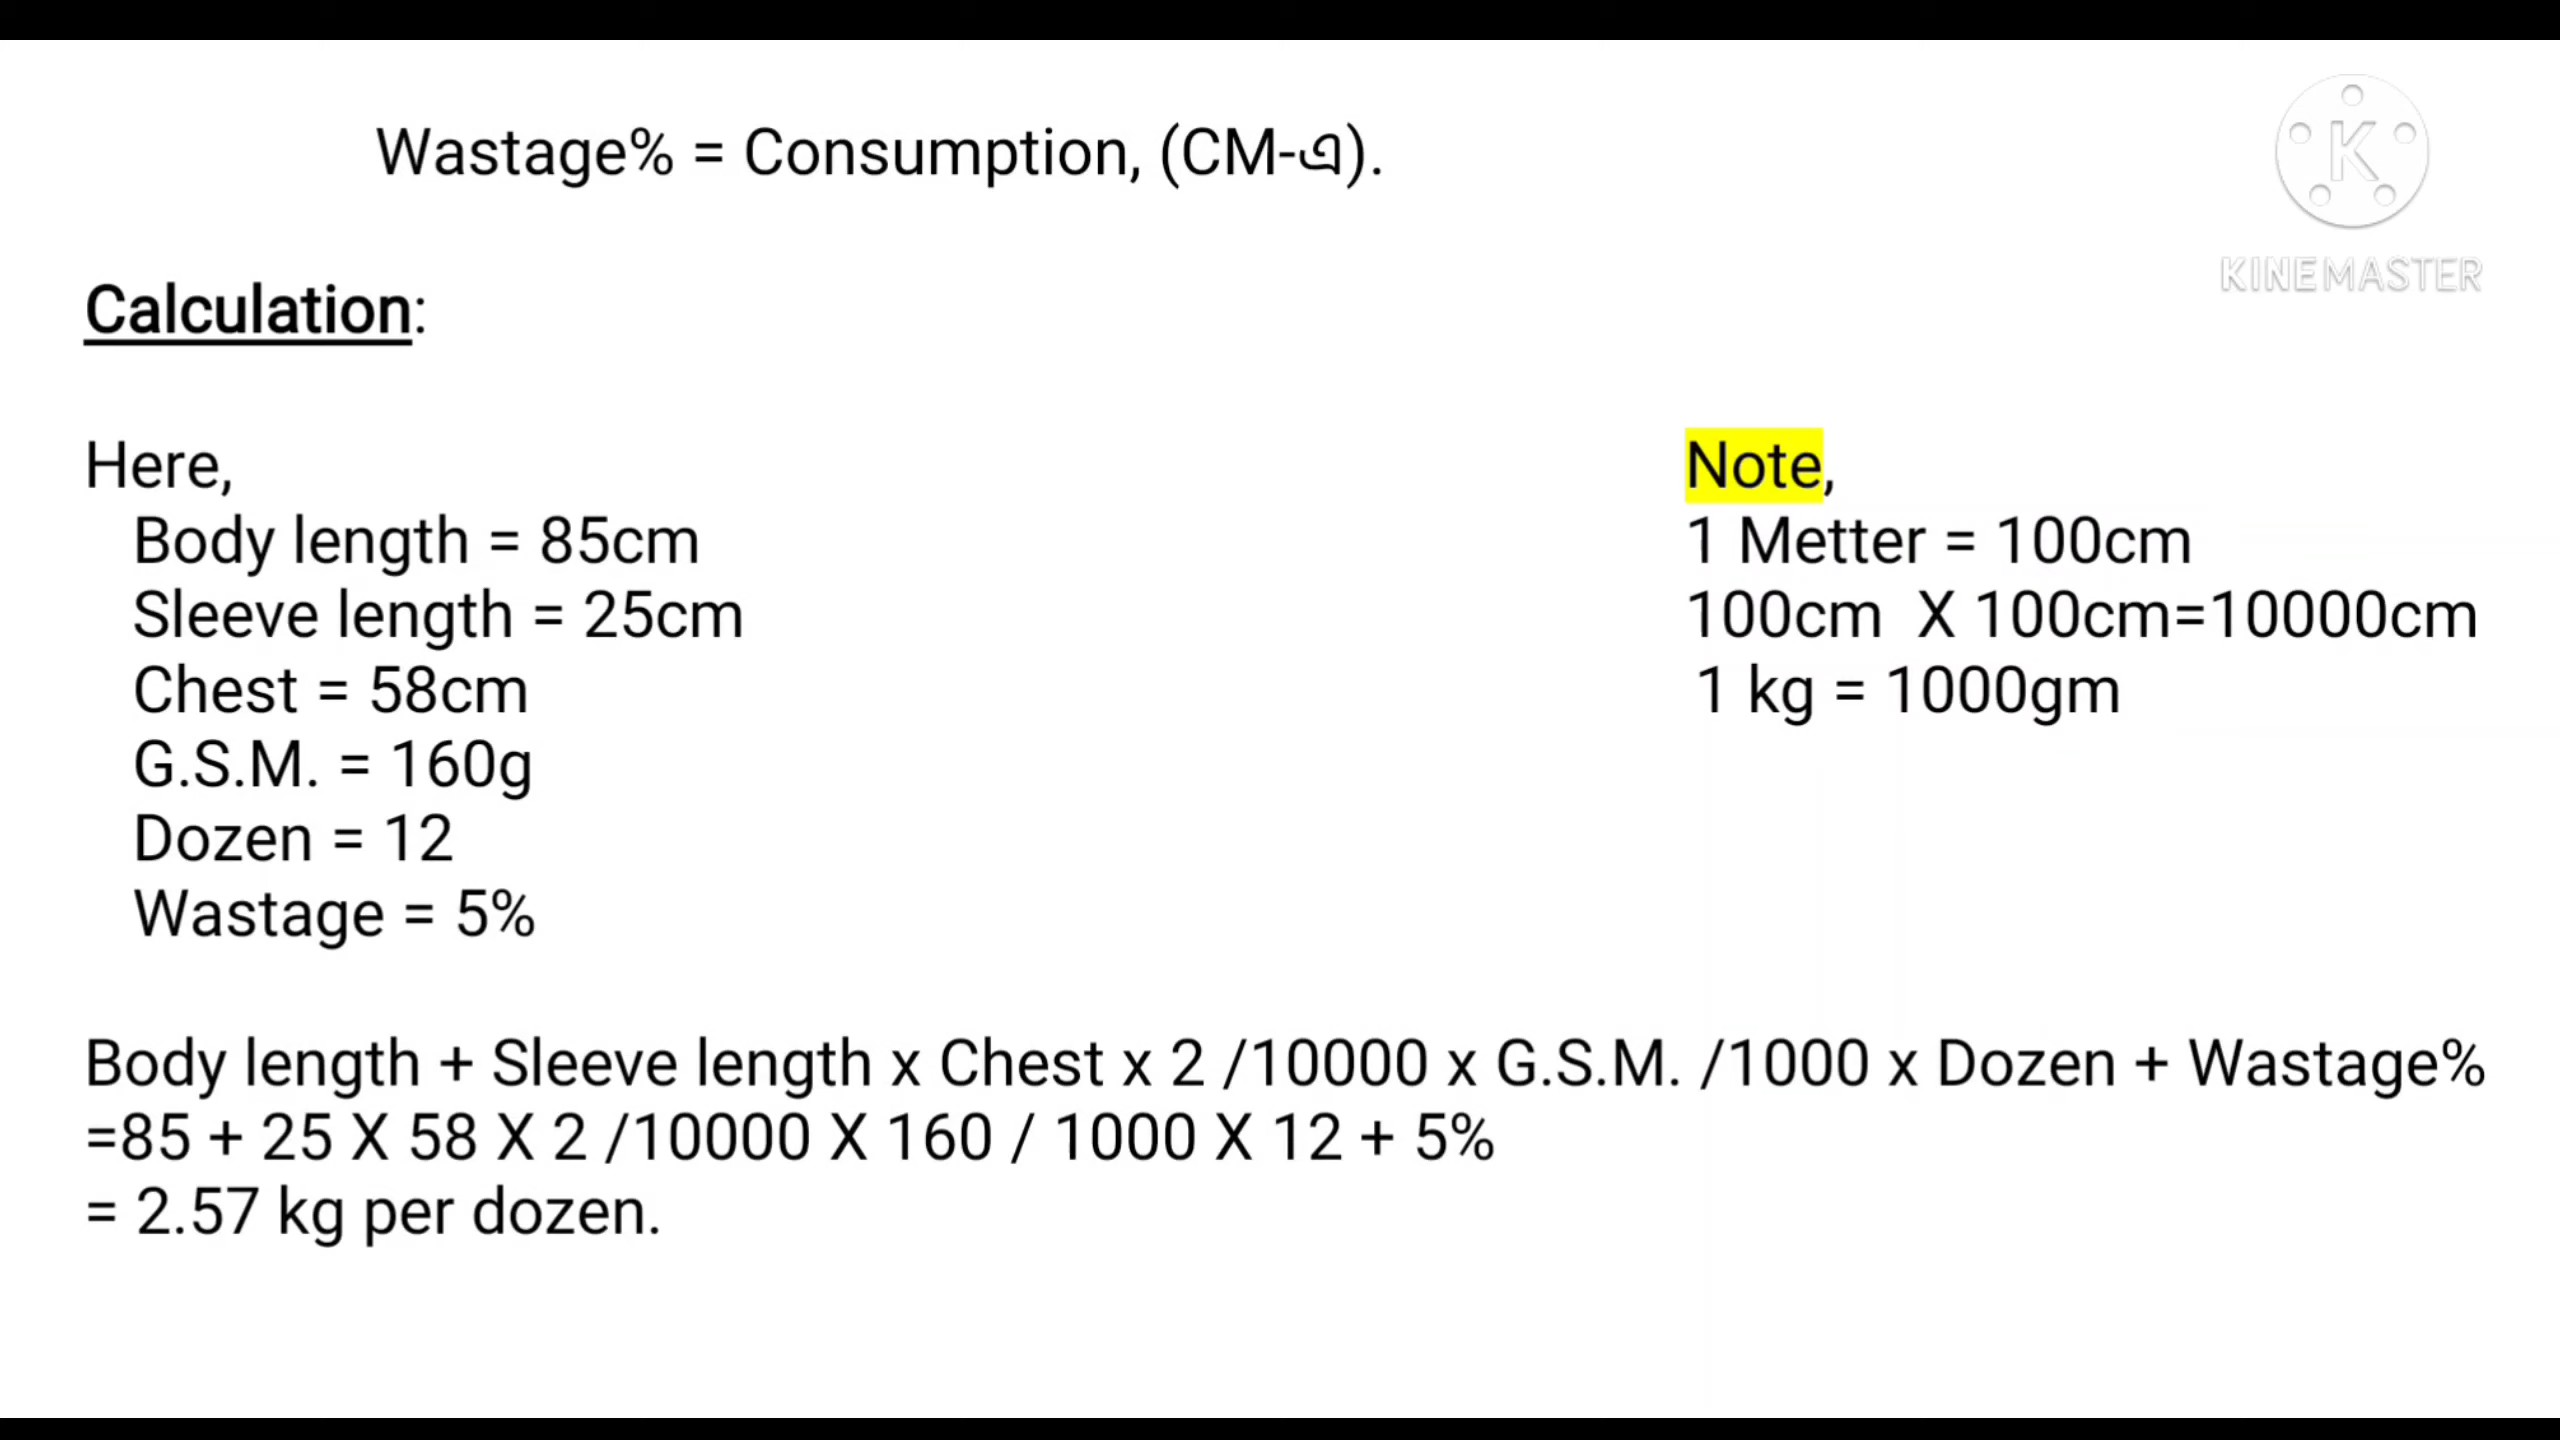 Wastage% = Consumption, (CM-এ).
KINEMASTER
Calculation:
Here,
Body length = 85cm
Sleeve length = 25cm
Chest = 58cm
G.S.M. = 160g
Dozen = 12
Wastage = 5%
Note,
1 Metter = 100cm
100cm X 100cm=10000cm
1 kg = 1000gm
Body length + Sleeve length x Chest x 2 /10000 x G.S.M. /1000 x Dozen + Wastage%
=85 + 25 X 58 X 2 /10000 X 160 / 1000 X 12 + 5%
= 2.57 kg per dozen.